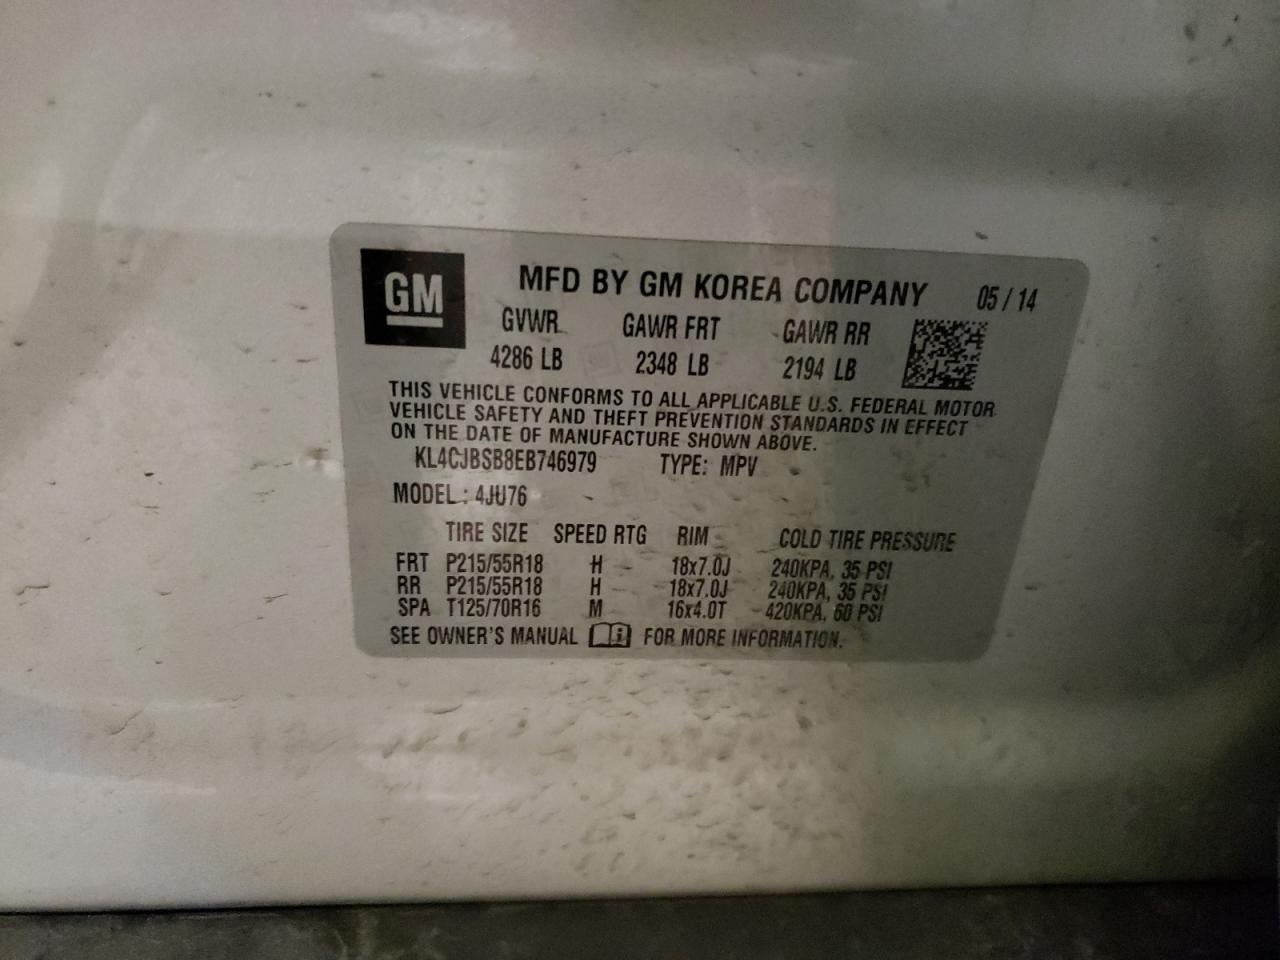 GM MFD BY GM KOREA COMPANY 05 / 14
GVWR GAWR FRT GAWR RR
4286 LB 2348 LB 2194 LB
THIS VEHICLE CONFORMS TO ALL APPLICABLE U.S. FEDERAL MOTOR
VEHICLE SAFETY AND THEFT PREVENTION STANDARDS IN EFFECT
ON THE DATE OF MANUFACTURE SHOWN ABOVE.
KL4CJBSB8EB746979 TYPE: MPV
MODEL: 4JU76
TIRE SIZE SPEED RTG RIM COLD TIRE PRESSURE
FRT P215/55R18 H 18x7.0J 240KPA, 35 PSI
RR P215/55R18 H 18x7.0J 240KPA, 35 PSI
SPA T125/70R16 M 16x4.0T 420KPA, 60 PSI
SEE OWNER'S MANUAL FOR MORE INFORMATION.